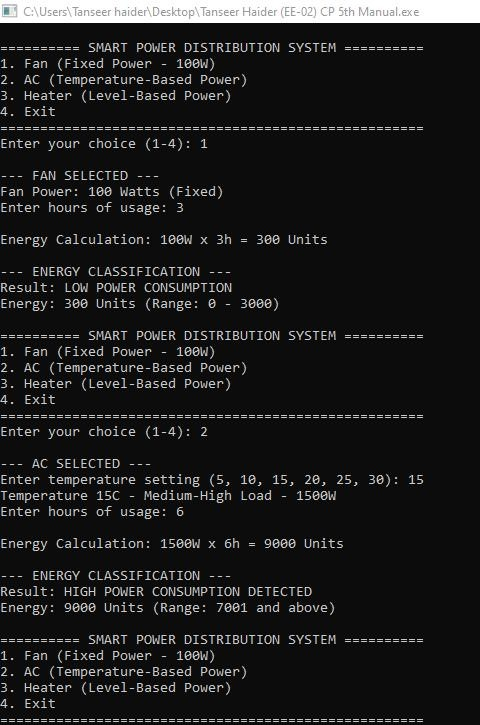 C:\Users\Tanseer haider\Desktop\Tanseer Haider (EE-02) CP 5th Manual.exe
========== SMART POWER DISTRIBUTION SYSTEM ==========
1. Fan (Fixed Power - 100W)
2. AC (Temperature-Based Power)
3. Heater (Level-Based Power)
4. Exit
=====================================================
Enter your choice (1-4): 1
--- FAN SELECTED ---
Fan Power: 100 Watts (Fixed)
Enter hours of usage: 3
Energy Calculation: 100W x 3h = 300 Units
--- ENERGY CLASSIFICATION ---
Result: LOW POWER CONSUMPTION
Energy: 300 Units (Range: 0 - 3000)
========== SMART POWER DISTRIBUTION SYSTEM ==========
1. Fan (Fixed Power - 100W)
2. AC (Temperature-Based Power)
3. Heater (Level-Based Power)
4. Exit
=====================================================
Enter your choice (1-4): 2
--- AC SELECTED ---
Enter temperature setting (5, 10, 15, 20, 25, 30): 15
Temperature 15C - Medium-High Load - 1500W
Enter hours of usage: 6
Energy Calculation: 1500W x 6h = 9000 Units
--- ENERGY CLASSIFICATION ---
Result: HIGH POWER CONSUMPTION DETECTED
Energy: 9000 Units (Range: 7001 and above)
========== SMART POWER DISTRIBUTION SYSTEM ==========
1. Fan (Fixed Power - 100W)
2. AC (Temperature-Based Power)
3. Heater (Level-Based Power)
4. Exit
=====================================================